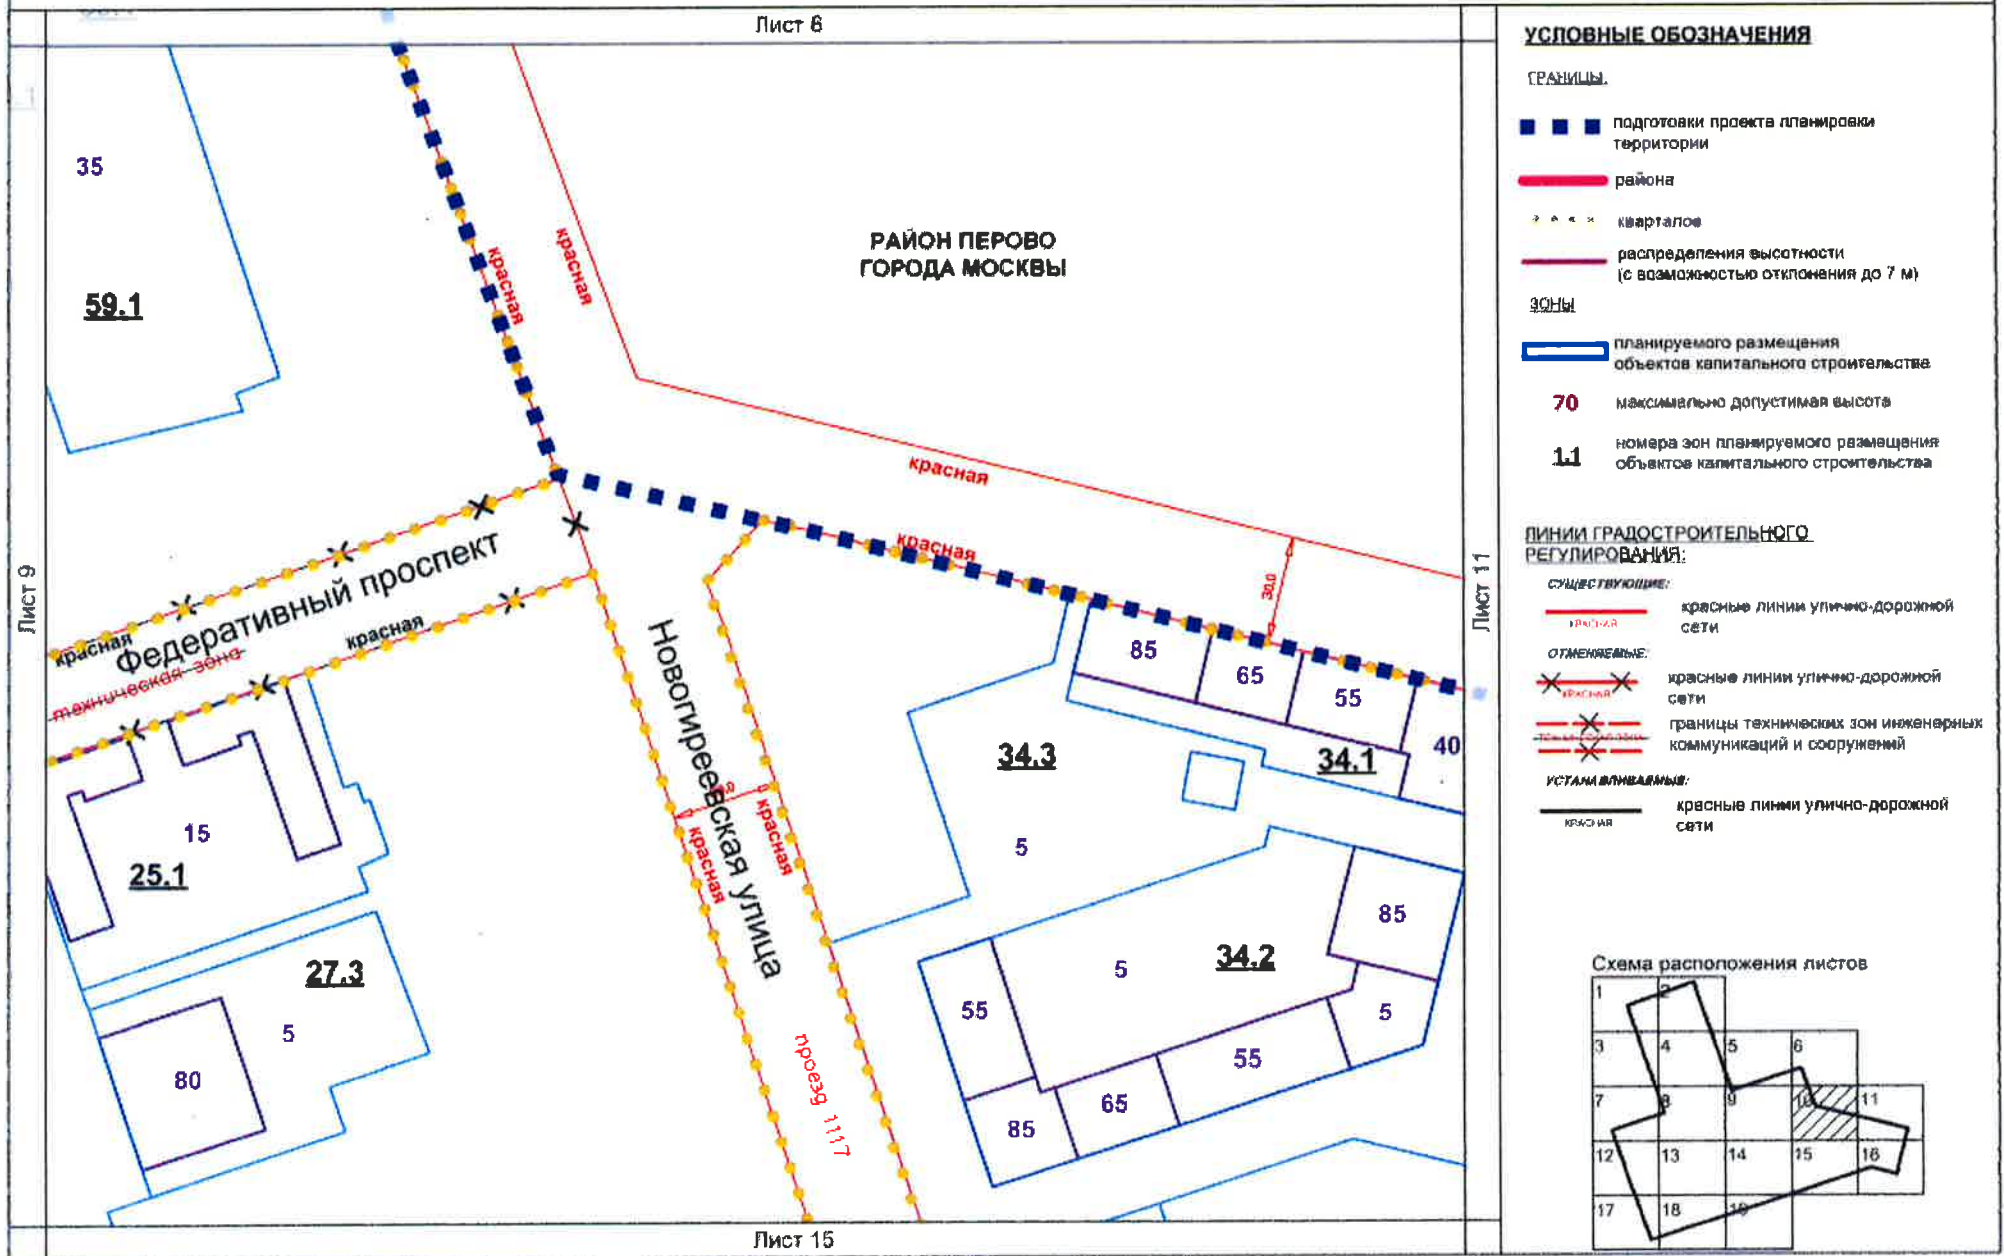 Лист 6
35
59.1
красная
красная
РАЙОН ПЕРОВО
ГОРОДА МОСКВЫ
красная
красная
30.0
Лист 9
Лист 11
красная
Федеративный проспект
красная
техническая зона
Новогиреевская улица
красная
красная
проезд 1117
85
65
55
40
34.3
34.1
5
15
25.1
27.3
5
80
85
34.2
5
55
5
55
65
85
Лист 15
УСЛОВНЫЕ ОБОЗНАЧЕНИЯ
ГРАНИЦЫ:
подготовки проекта планировки
территории
района
кварталов
распределения высотности
(с возможностью отклонения до 7 м)
ЗОНЫ
планируемого размещения
объектов капитального строительства
70
максимально допустимая высота
1.1
номера зон планируемого размещения
объектов капитального строительства
ЛИНИИ ГРАДОСТРОИТЕЛЬНОГО
РЕГУЛИРОВАНИЯ:
СУЩЕСТВУЮЩИЕ:
КРАСНАЯ
красные линии улично-дорожной
сети
ОТМЕНЯЕМЫЕ:
КРАСНАЯ
красные линии улично-дорожной
сети
границы технических зон инженерных
коммуникаций и сооружений
УСТАНАВЛИВАЕМЫЕ:
КРАСНАЯ
красные линии улично-дорожной
сети
Схема расположения листов
1
2
3
4
5
6
7
8
9
10
11
12
13
14
15
16
17
18
19